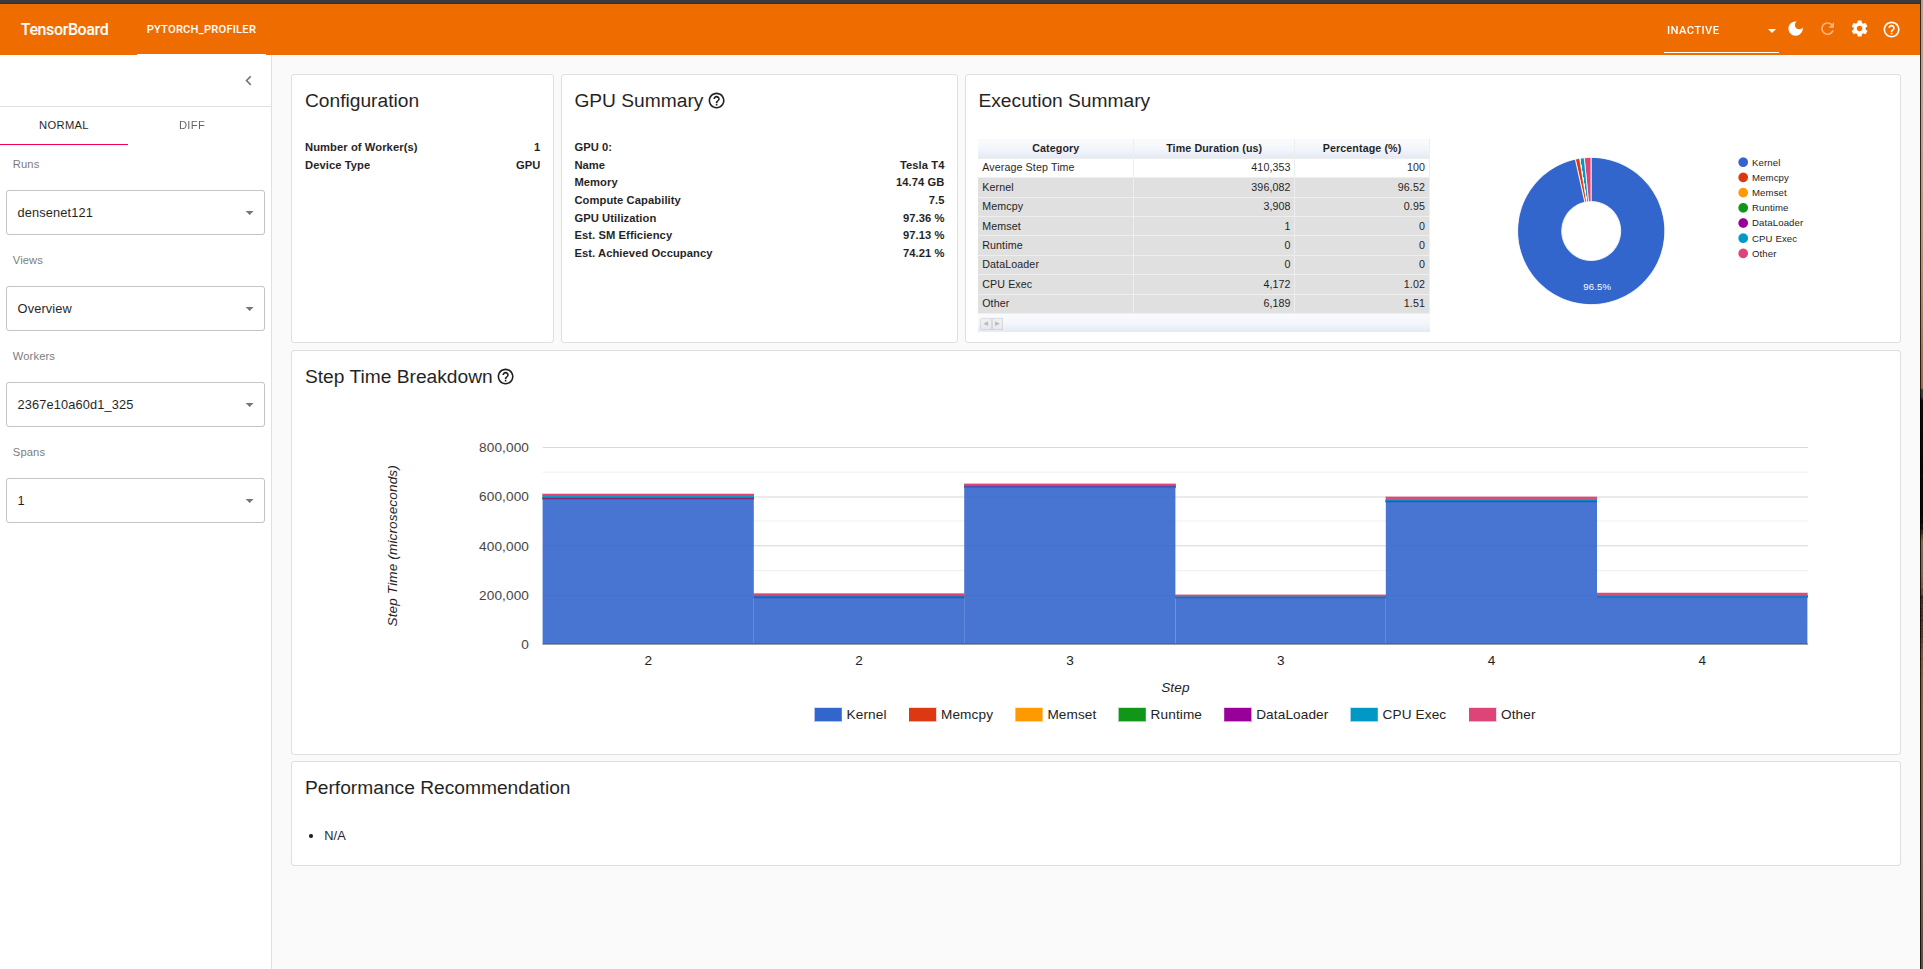 TensorBoard PYTORCH_PROFILER INACTIVE
NORMAL DIFF
Runs
densenet121
Views
Overview
Workers
2367e10a60d1_325
Spans
1
Configuration
Number of Worker(s) 1
Device Type GPU
GPU Summary
GPU 0:
Name Tesla T4
Memory 14.74 GB
Compute Capability 7.5
GPU Utilization 97.36 %
Est. SM Efficiency 97.13 %
Est. Achieved Occupancy 74.21 %
Execution Summary
Category Time Duration (us) Percentage (%)
Average Step Time 410,353 100
Kernel 396,082 96.52
Memcpy 3,908 0.95
Memset 1 0
Runtime 0 0
DataLoader 0 0
CPU Exec 4,172 1.02
Other 6,189 1.51
96.5%
Kernel
Memcpy
Memset
Runtime
DataLoader
CPU Exec
Other
Step Time Breakdown
Step Time (microseconds)
800,000
600,000
400,000
200,000
0
2 2 3 3 4 4
Step
Kernel Memcpy Memset Runtime DataLoader CPU Exec Other
Performance Recommendation
• N/A